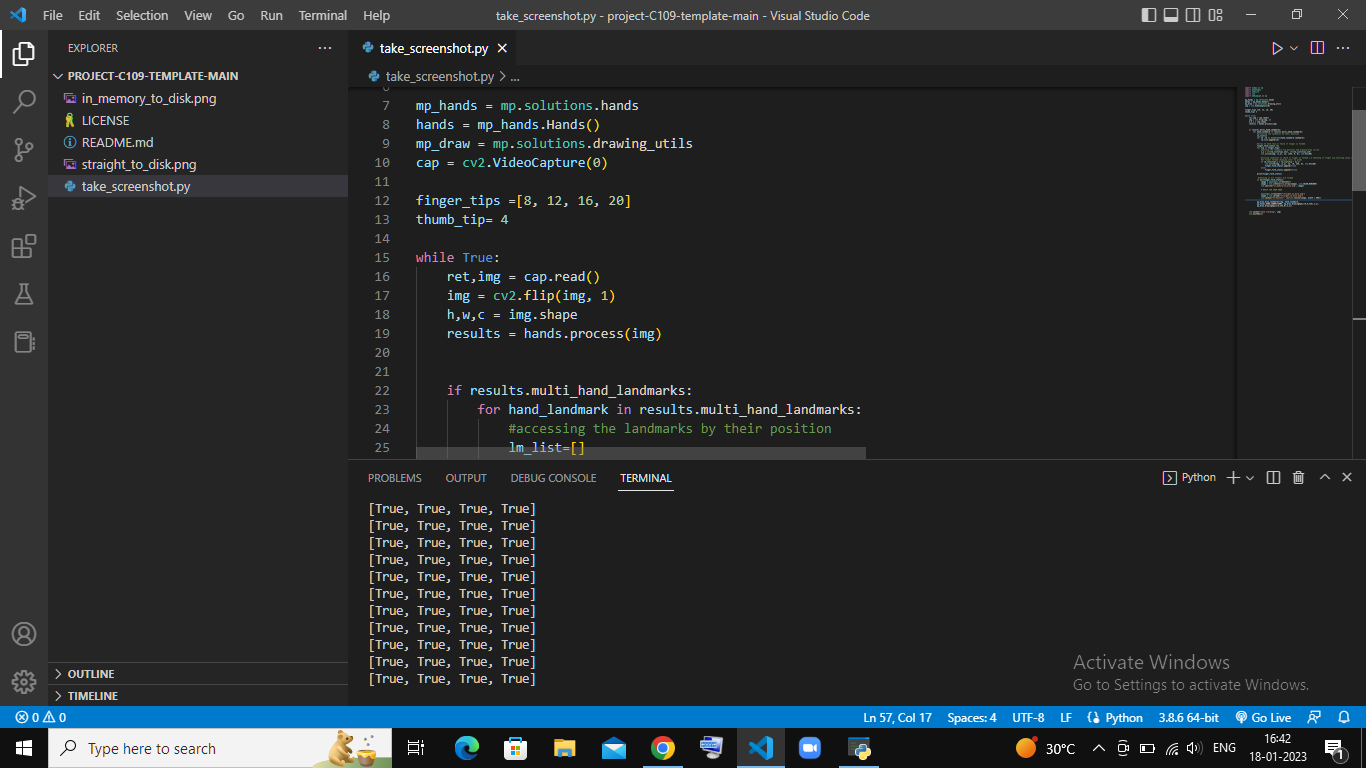 File Edit Selection View Go Run Terminal Help
take_screenshot.py - project-C109-template-main - Visual Studio Code
EXPLORER
PROJECT-C109-TEMPLATE-MAIN
in_memory_to_disk.png
LICENSE
README.md
straight_to_disk.png
take_screenshot.py
OUTLINE
TIMELINE
take_screenshot.py
take_screenshot.py > ...
6
7 mp_hands = mp.solutions.hands
8 hands = mp_hands.Hands()
9 mp_draw = mp.solutions.drawing_utils
10 cap = cv2.VideoCapture(0)
11
12 finger_tips =[8, 12, 16, 20]
13 thumb_tip= 4
14
15 while True:
16 ret,img = cap.read()
17 img = cv2.flip(img, 1)
18 h,w,c = img.shape
19 results = hands.process(img)
20
21
22 if results.multi_hand_landmarks:
23 for hand_landmark in results.multi_hand_landmarks:
24 #accessing the landmarks by their position
25 lm_list=[]
PROBLEMS OUTPUT DEBUG CONSOLE TERMINAL
Python
[True, True, True, True]
[True, True, True, True]
[True, True, True, True]
[True, True, True, True]
[True, True, True, True]
[True, True, True, True]
[True, True, True, True]
[True, True, True, True]
[True, True, True, True]
[True, True, True, True]
[True, True, True, True]
Activate Windows
Go to Settings to activate Windows.
0 0
Ln 57, Col 17 Spaces: 4 UTF-8 LF Python 3.8.6 64-bit Go Live
Type here to search
30°C
ENG
16:42
18-01-2023
1